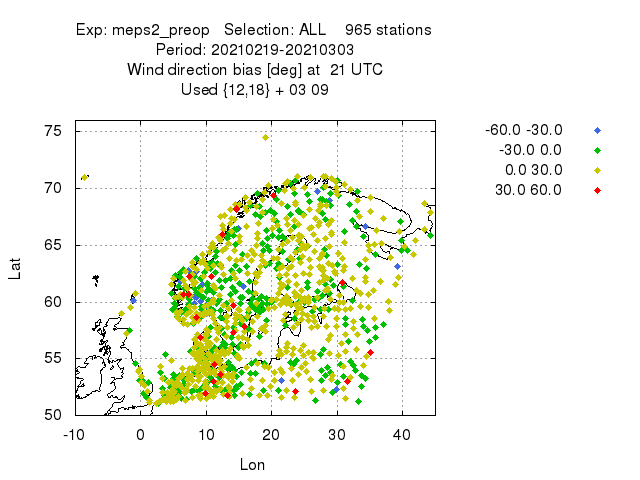 Exp: meps2_preop   Selection: ALL    965 stations
Period: 20210219-20210303
Wind direction bias [deg] at  21 UTC
Used {12,18} + 03 09
-60.0 -30.0
-30.0 0.0
0.0 30.0
30.0 60.0
75
70
65
60
55
50
Lat
-10 0 10 20 30 40
Lon